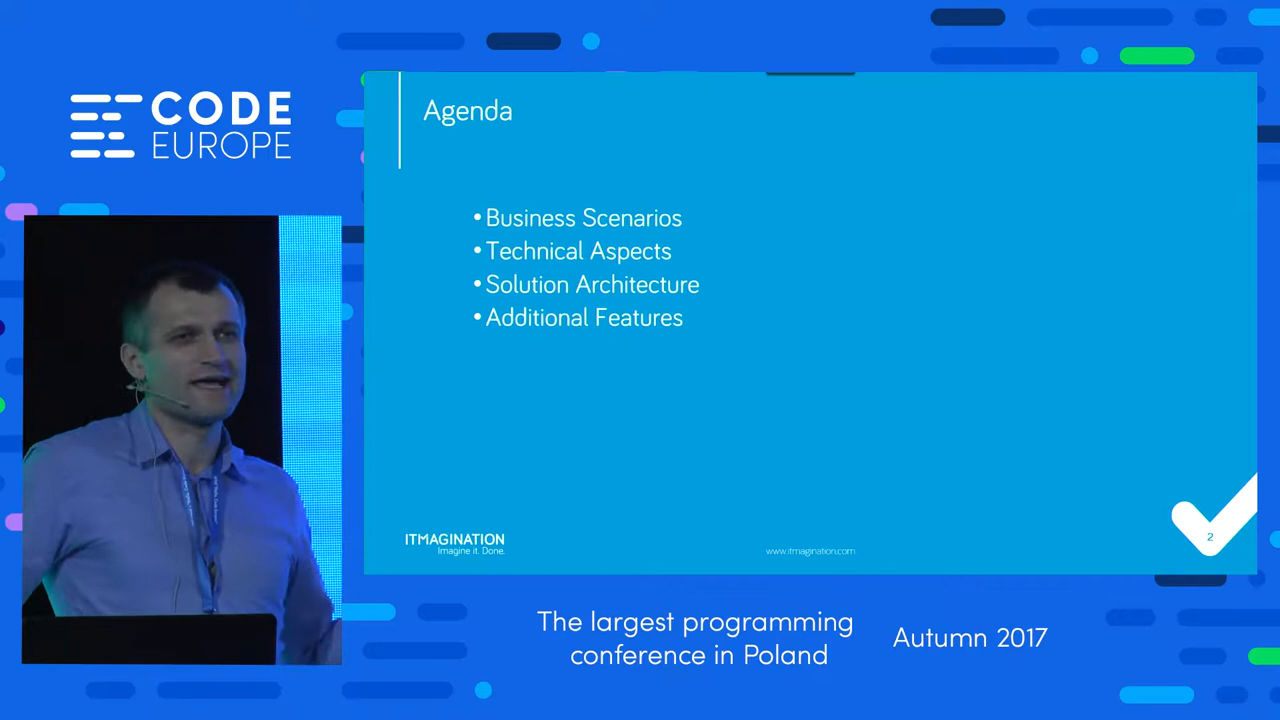 CODE
EUROPE
Agenda
•Business Scenarios
•Technical Aspects
•Solution Architecture
•Additional Features
ITMAGINATION
Imagine it. Done.
www.itmagination.com
2
The largest programming
conference in Poland
Autumn 2017